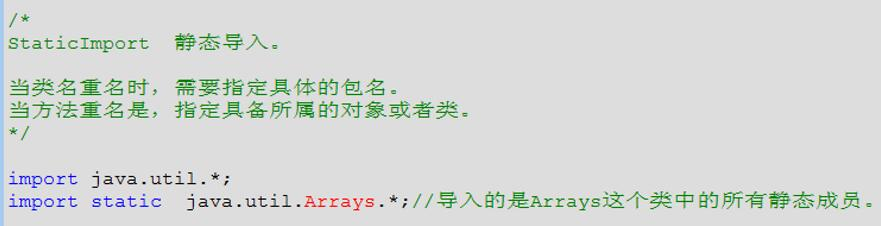 /*
StaticImport  静态导入。
当类名重名时，需要指定具体的包名。
当方法重名是，指定具备所属的对象或者类。
*/
import java.util.*;
import static  java.util.Arrays.*;//导入的是Arrays这个类中的所有静态成员。